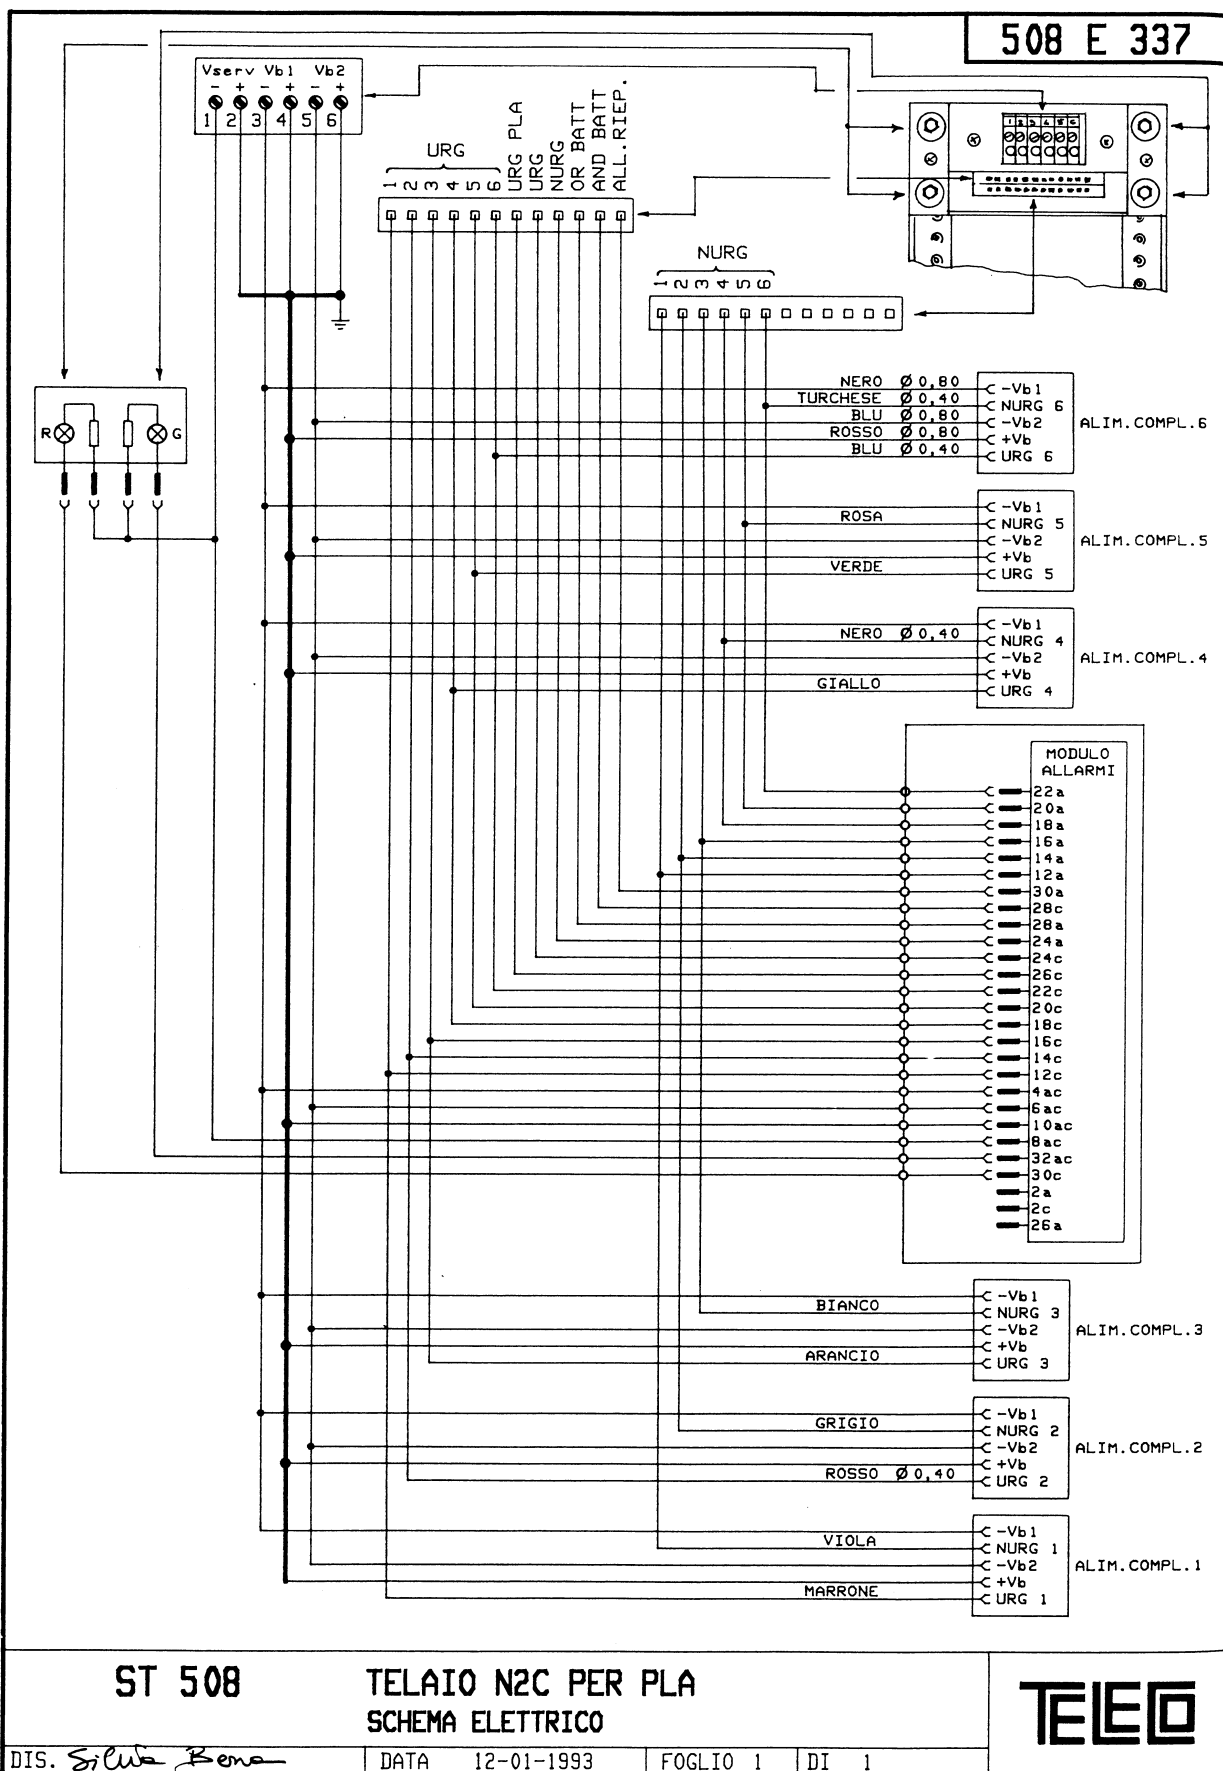 508 E 337
Vserv Vb1 Vb2
- + - + - +
1 2 3 4 5 6
URG
1 2 3 4 5 6
URG PLA
URG
NURG
OR BATT
AND BATT
ALL.RIEP.
1 2 3 4 5 6
NURG
1 2 3 4 5 6
R G
NERO Ø 0,80
TURCHESE Ø 0,40
BLU Ø 0,80
ROSSO Ø 0,80
BLU Ø 0,40
-Vb1
NURG 6
-Vb2
+Vb
URG 6
ALIM.COMPL.6
ROSA
VERDE
-Vb1
NURG 5
-Vb2
+Vb
URG 5
ALIM.COMPL.5
NERO Ø 0,40
GIALLO
-Vb1
NURG 4
-Vb2
+Vb
URG 4
ALIM.COMPL.4
MODULO
ALLARMI
22a
20a
18a
16a
14a
12a
30a
28c
28a
24a
24c
26c
22c
20c
18c
16c
14c
12c
4ac
6ac
10ac
8ac
32ac
30c
2a
2c
26a
BIANCO
ARANCIO
-Vb1
NURG 3
-Vb2
+Vb
URG 3
ALIM.COMPL.3
GRIGIO
ROSSO Ø 0,40
-Vb1
NURG 2
-Vb2
+Vb
URG 2
ALIM.COMPL.2
VIOLA
MARRONE
-Vb1
NURG 1
-Vb2
+Vb
URG 1
ALIM.COMPL.1
ST 508
TELAIO N2C PER PLA
SCHEMA ELETTRICO
TELECO
DIS. Silvia Bena
DATA 12-01-1993
FOGLIO 1
DI 1